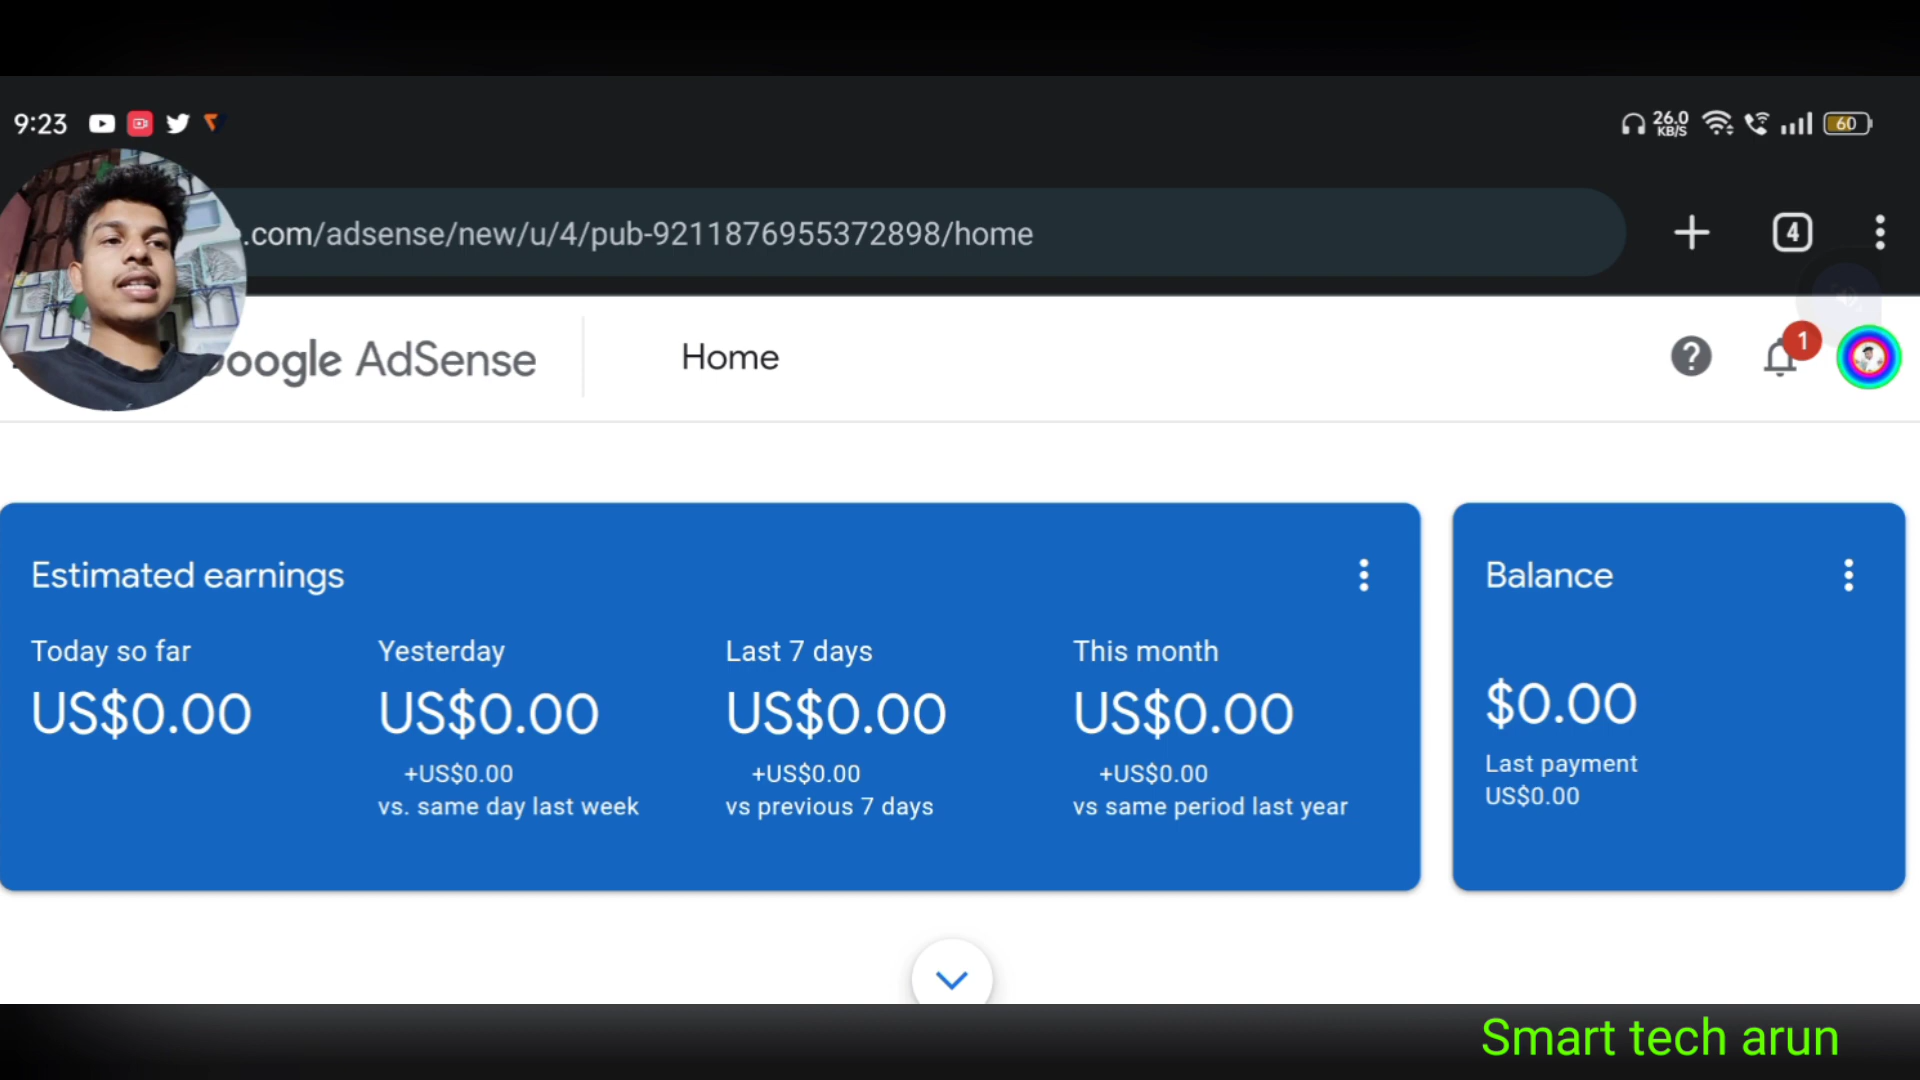 9:23
26.0
KB/S
60
.com/adsense/new/u/4/pub-9211876955372898/home
4
oogle AdSense
Home
1
Estimated earnings
Balance
Today so far
Yesterday
Last 7 days
This month
US$0.00
US$0.00
US$0.00
US$0.00
$0.00
+US$0.00
+US$0.00
+US$0.00
vs. same day last week
vs previous 7 days
vs same period last year
Last payment
US$0.00
Smart tech arun